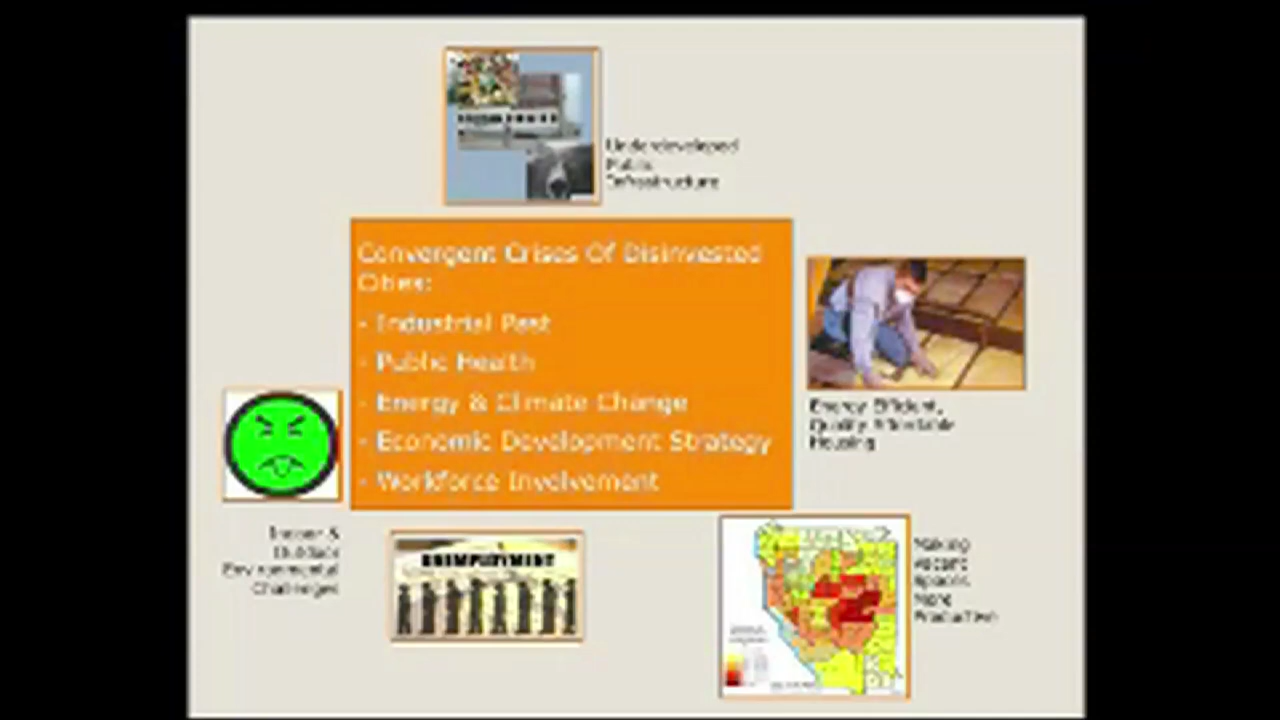 Underdeveloped
Public
Infrastructure
Convergent Crises Of Disinvested
Cities:
- Industrial Past
- Public Health
- Energy & Climate Change
- Economic Development Strategy
- Workforce Involvement
Energy Efficient,
Quality Affordable
Housing
Indoor &
Outdoor
Environmental
Challenges
UNEMPLOYMENT
Making
Vacant
Spaces
More
Productive